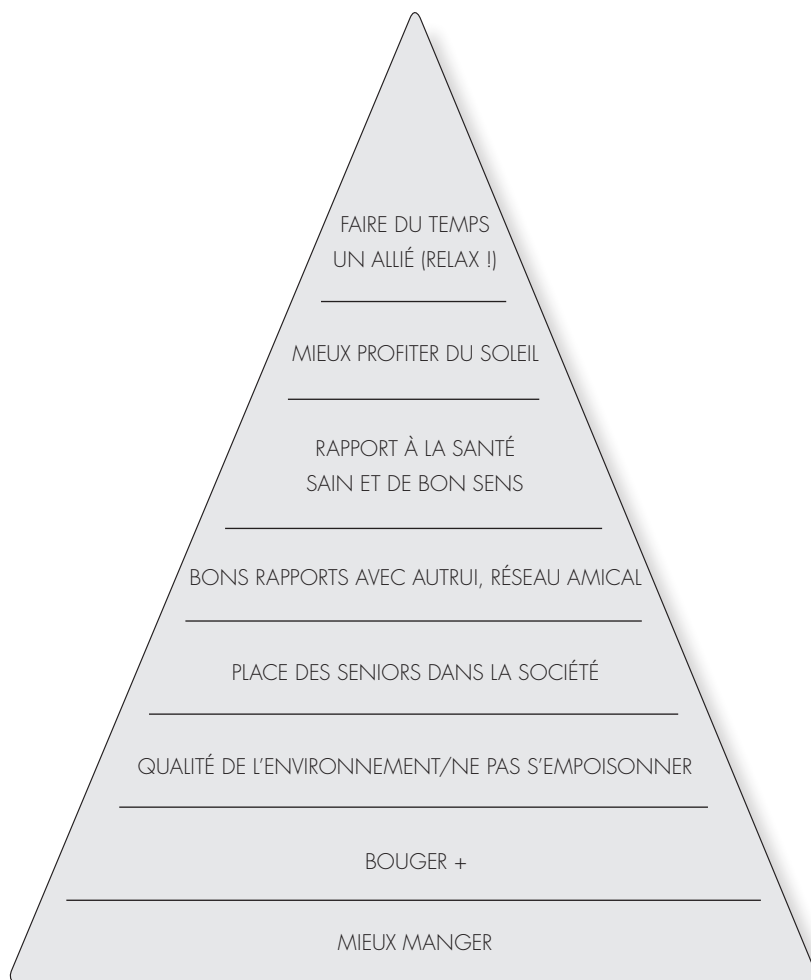 FAIRE DU TEMPS
UN ALLIÉ (RELAX !)
MIEUX PROFITER DU SOLEIL
RAPPORT À LA SANTÉ
SAIN ET DE BON SENS
BONS RAPPORTS AVEC AUTRUI, RÉSEAU AMICAL
PLACE DES SENIORS DANS LA SOCIÉTÉ
QUALITÉ DE L'ENVIRONNEMENT/NE PAS S'EMPOISONNER
BOUGER +
MIEUX MANGER